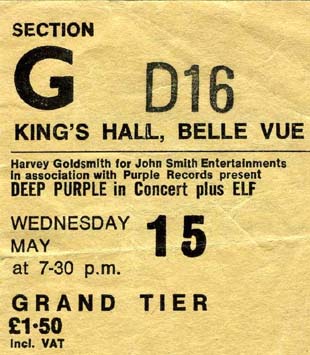 SECTION
G D16
KING'S HALL, BELLE VUE
Harvey Goldsmith for John Smith Entertainments
in association with Purple Records present
DEEP PURPLE in Concert plus ELF
WEDNESDAY
MAY 15
at 7-30 p.m.
GRAND TIER
£1·50
Incl. VAT